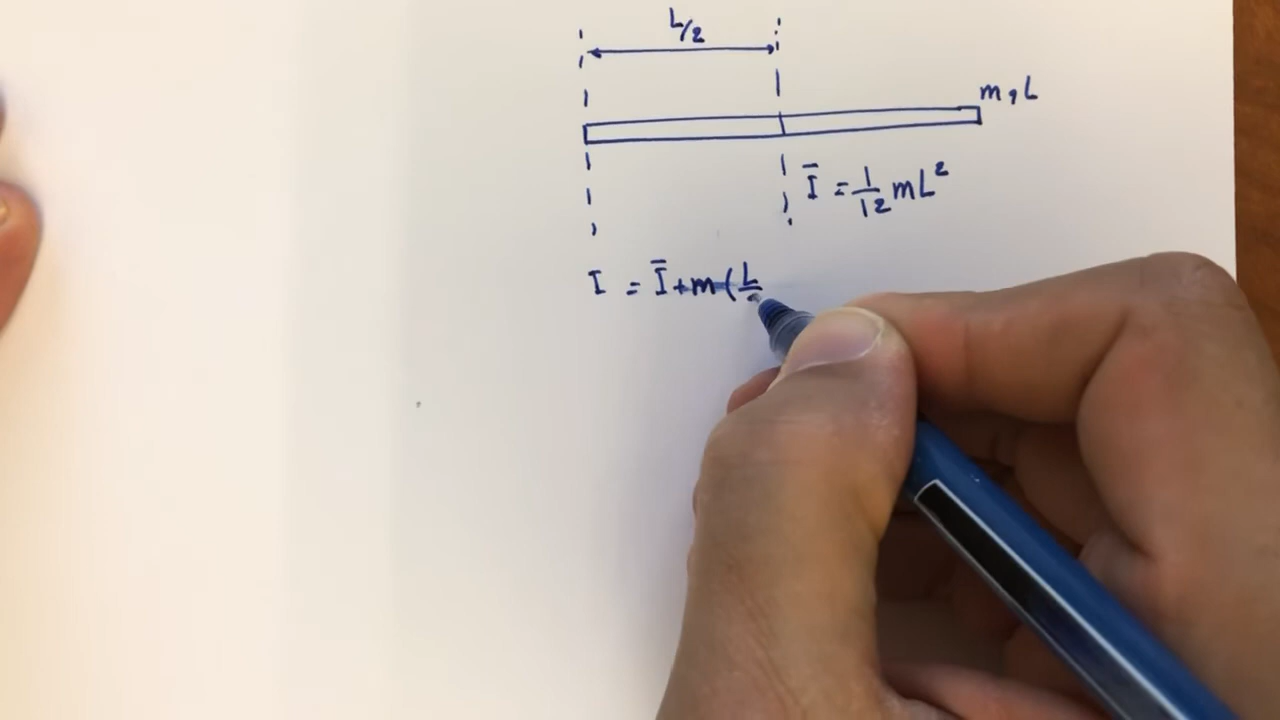 L/2
m, L
Ī = 1/12 mL²
I = Ī + m (L/